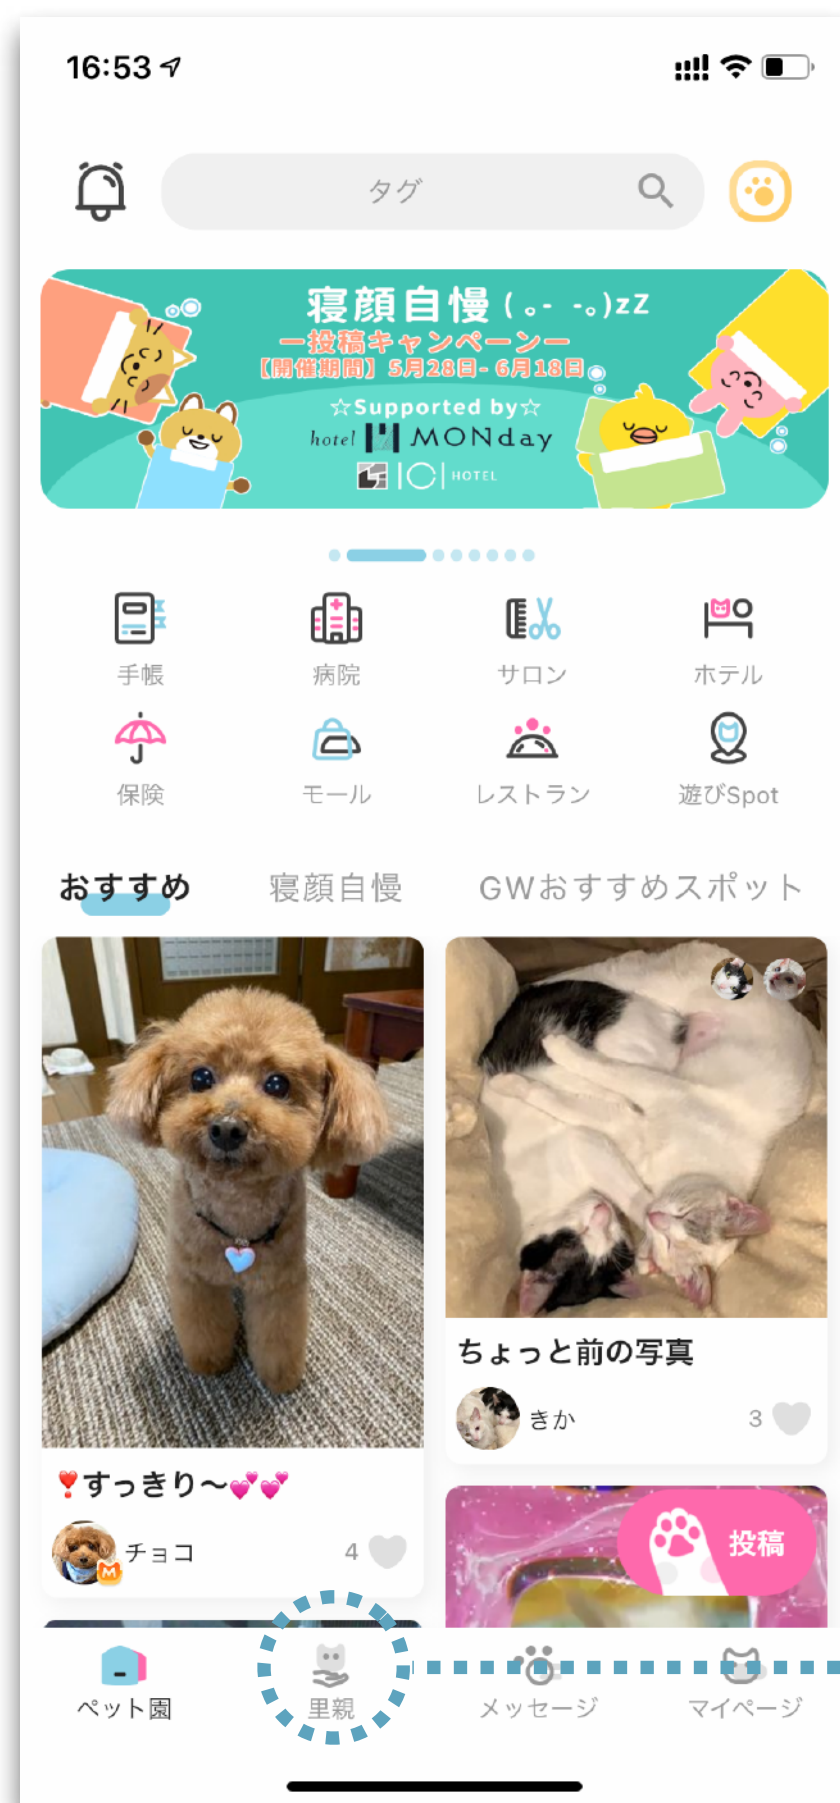 16:53
タグ
寝顔自慢(｡- -｡)zZ
ー投稿キャンペーンー
【開催期間】5月28日-6月18日
☆Supported by☆
hotel MONday
IC HOTEL
手帳
病院
サロン
ホテル
保険
モール
レストラン
遊びSpot
おすすめ
寝顔自慢
GWおすすめスポット
❣️すっきり〜💕💕
チョコ
4
ちょっと前の写真
きか
3
投稿
ペット園
里親
メッセージ
マイページ